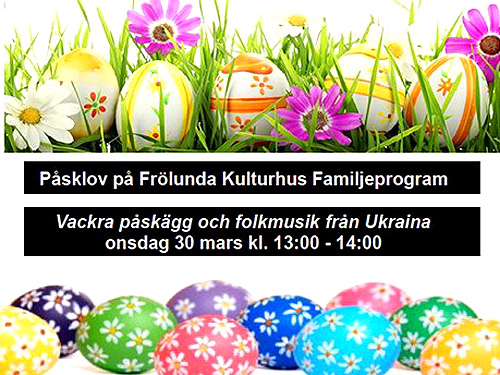 Påsklov på Frölunda Kulturhus Familjeprogram
Vackra påskägg och folkmusik från Ukraina
onsdag 30 mars kl. 13:00 - 14:00